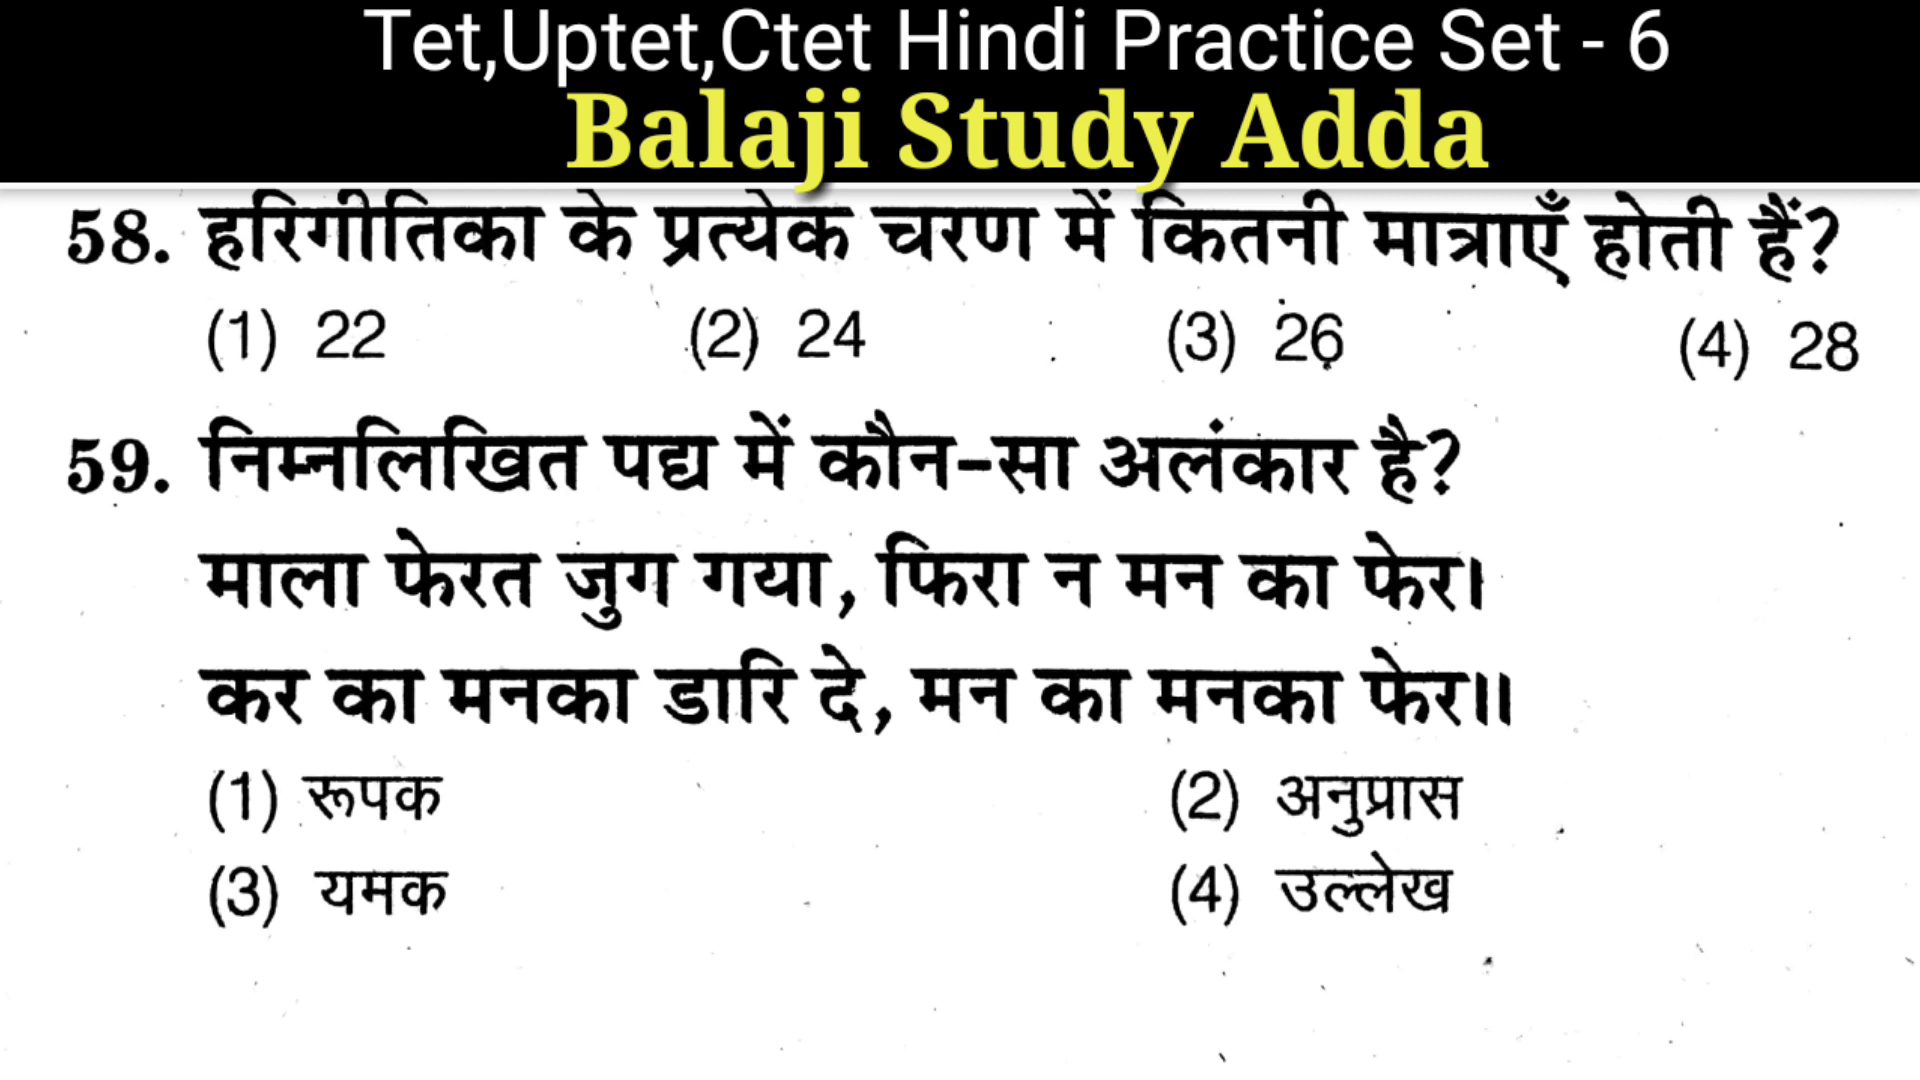 Tet,Uptet,Ctet Hindi Practice Set - 6
Balaji Study Adda
58. हरिगीतिका के प्रत्येक चरण में कितनी मात्राएँ होती हैं?
(1) 22 (2) 24 (3) 26 (4) 28
59. निम्नलिखित पद्य में कौन-सा अलंकार है?
माला फेरत जुग गया, फिरा न मन का फेर।
कर का मनका डारि दे, मन का मनका फेर॥
(1) रूपक (2) अनुप्रास
(3) यमक (4) उल्लेख